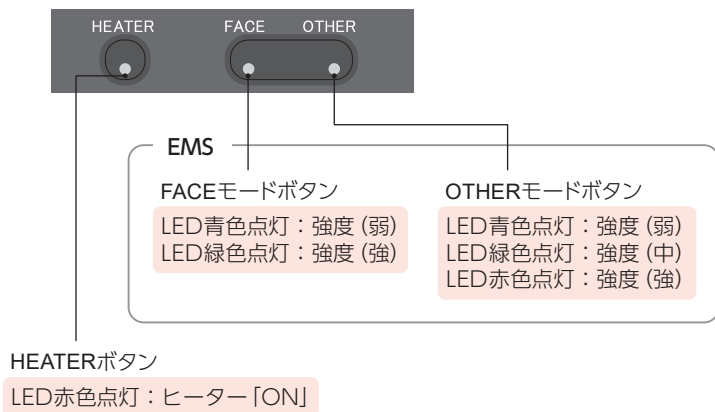 HEATER FACE OTHER
EMS
FACEモードボタン
LED青色点灯：強度（弱）
LED緑色点灯：強度（強）
OTHERモードボタン
LED青色点灯：強度（弱）
LED緑色点灯：強度（中）
LED赤色点灯：強度（強）
HEATERボタン
LED赤色点灯：ヒーター「ON」